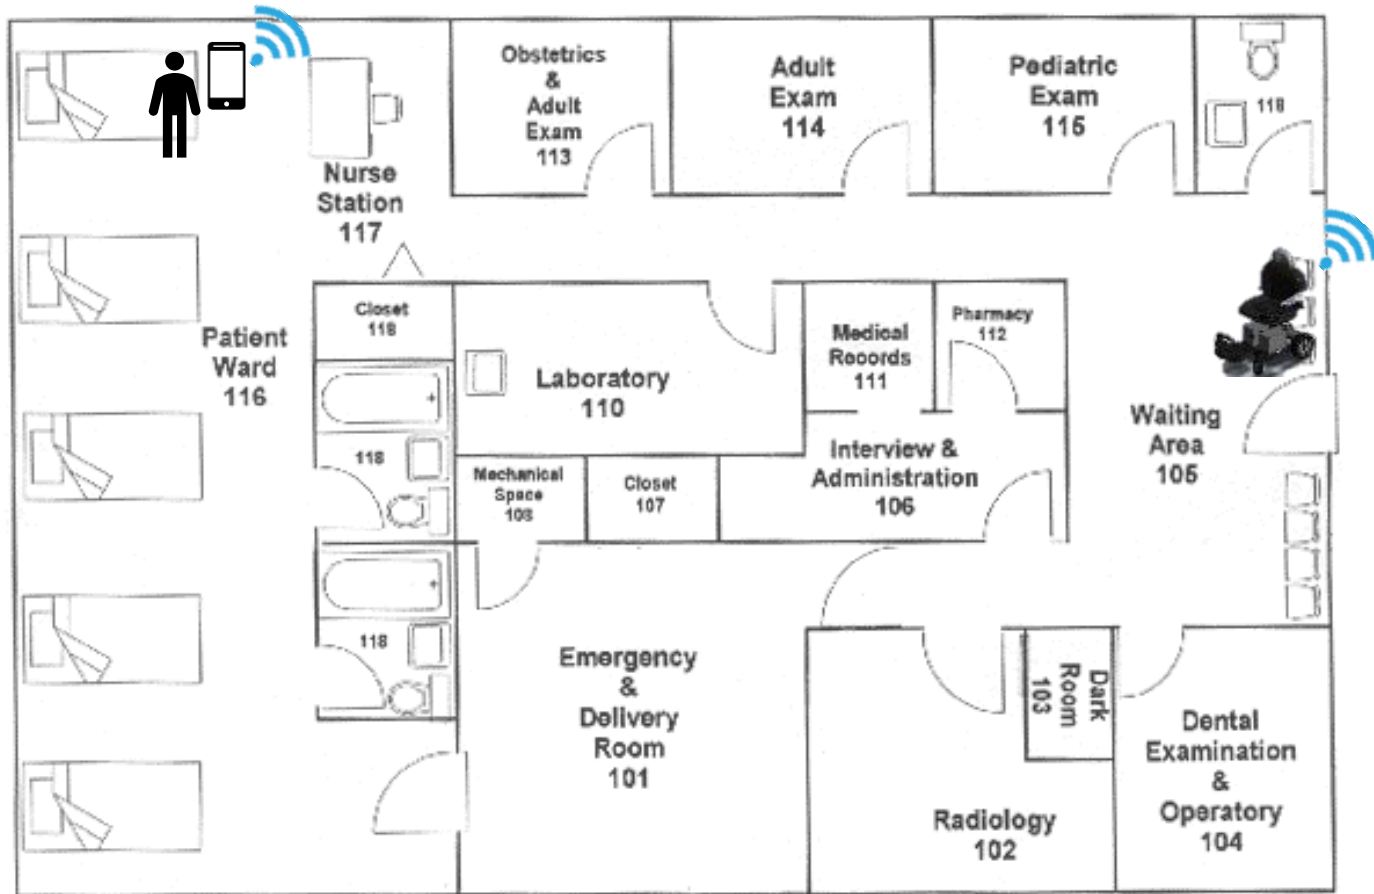 Obstetrics
&
Adult
Exam
113
Adult
Exam
114
Pediatric
Exam
115
118
Nurse
Station
117
Closet
118
Patient
Ward
116
Laboratory
110
Medical
Records
111
Pharmacy
112
Waiting
Area
105
118
Mechanical
Space
108
Closet
107
Interview &
Administration
106
118
Emergency
&
Delivery
Room
101
Dark
Room
103
Radiology
102
Dental
Examination
&
Operatory
104